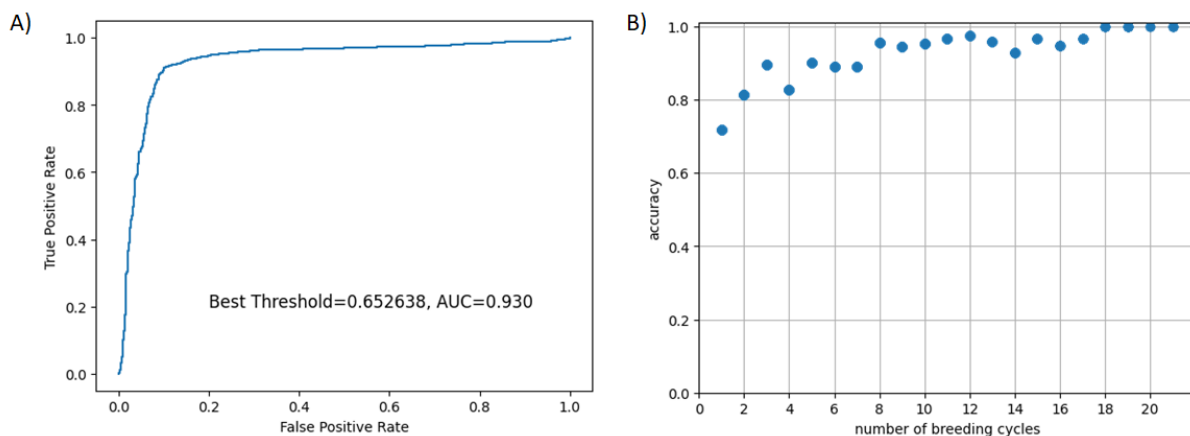 A)
1.0
0.8
0.6
0.4
0.2
0.0
True Positive Rate
Best Threshold=0.652638, AUC=0.930
0.0 0.2 0.4 0.6 0.8 1.0
False Positive Rate
B)
1.0
0.8
0.6
0.4
0.2
0.0
accuracy
0 2 4 6 8 10 12 14 16 18 20
number of breeding cycles